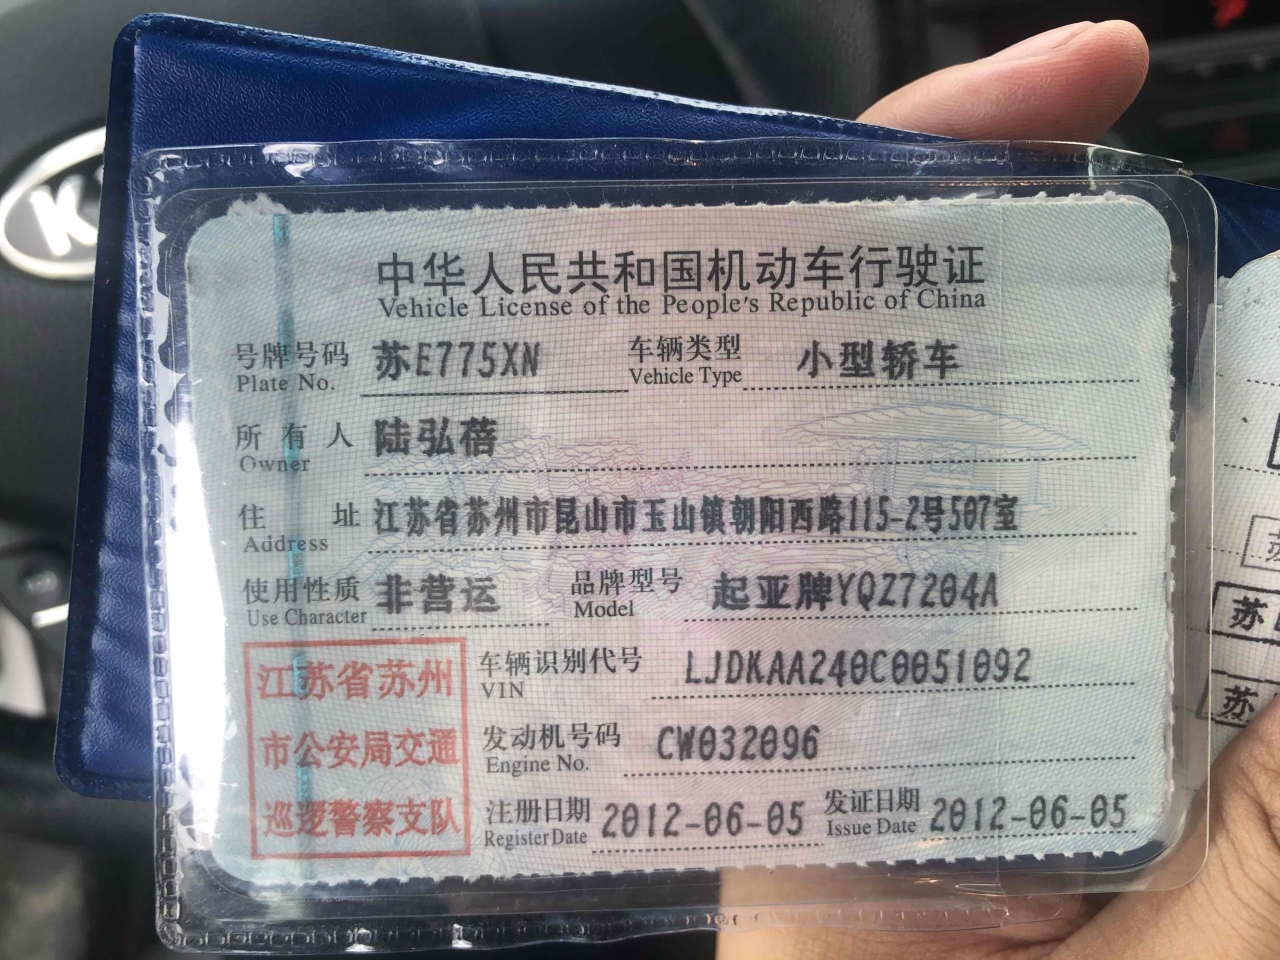 中华人民共和国机动车行驶证
Vehicle License of the People's Republic of China
号牌号码 苏E775XN 车辆类型 小型轿车
Plate No. Vehicle Type
所有人 陆弘蓓
Owner
住址 江苏省苏州市昆山市玉山镇朝阳西路115-2号507室
Address
使用性质 非营运 品牌型号 起亚牌YQZ7204A
Use Character Model
江苏省苏州
市公安局交通
巡逻警察支队
车辆识别代号 LJDKAA240C0051092
VIN
发动机号码 CW032096
Engine No.
注册日期 2012-06-05 发证日期 2012-06-05
Register Date Issue Date
苏
苏